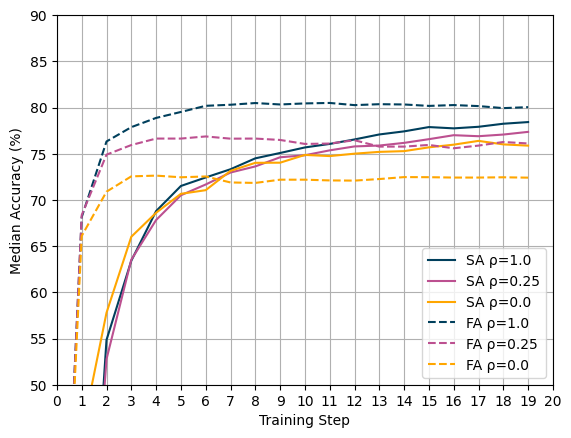 90
85
80
75
70
65
60
55
50
Median Accuracy (%)
SA ρ=1.0
SA ρ=0.25
SA ρ=0.0
FA ρ=1.0
FA ρ=0.25
FA ρ=0.0
0 1 2 3 4 5 6 7 8 9 10 11 12 13 14 15 16 17 18 19 20
Training Step